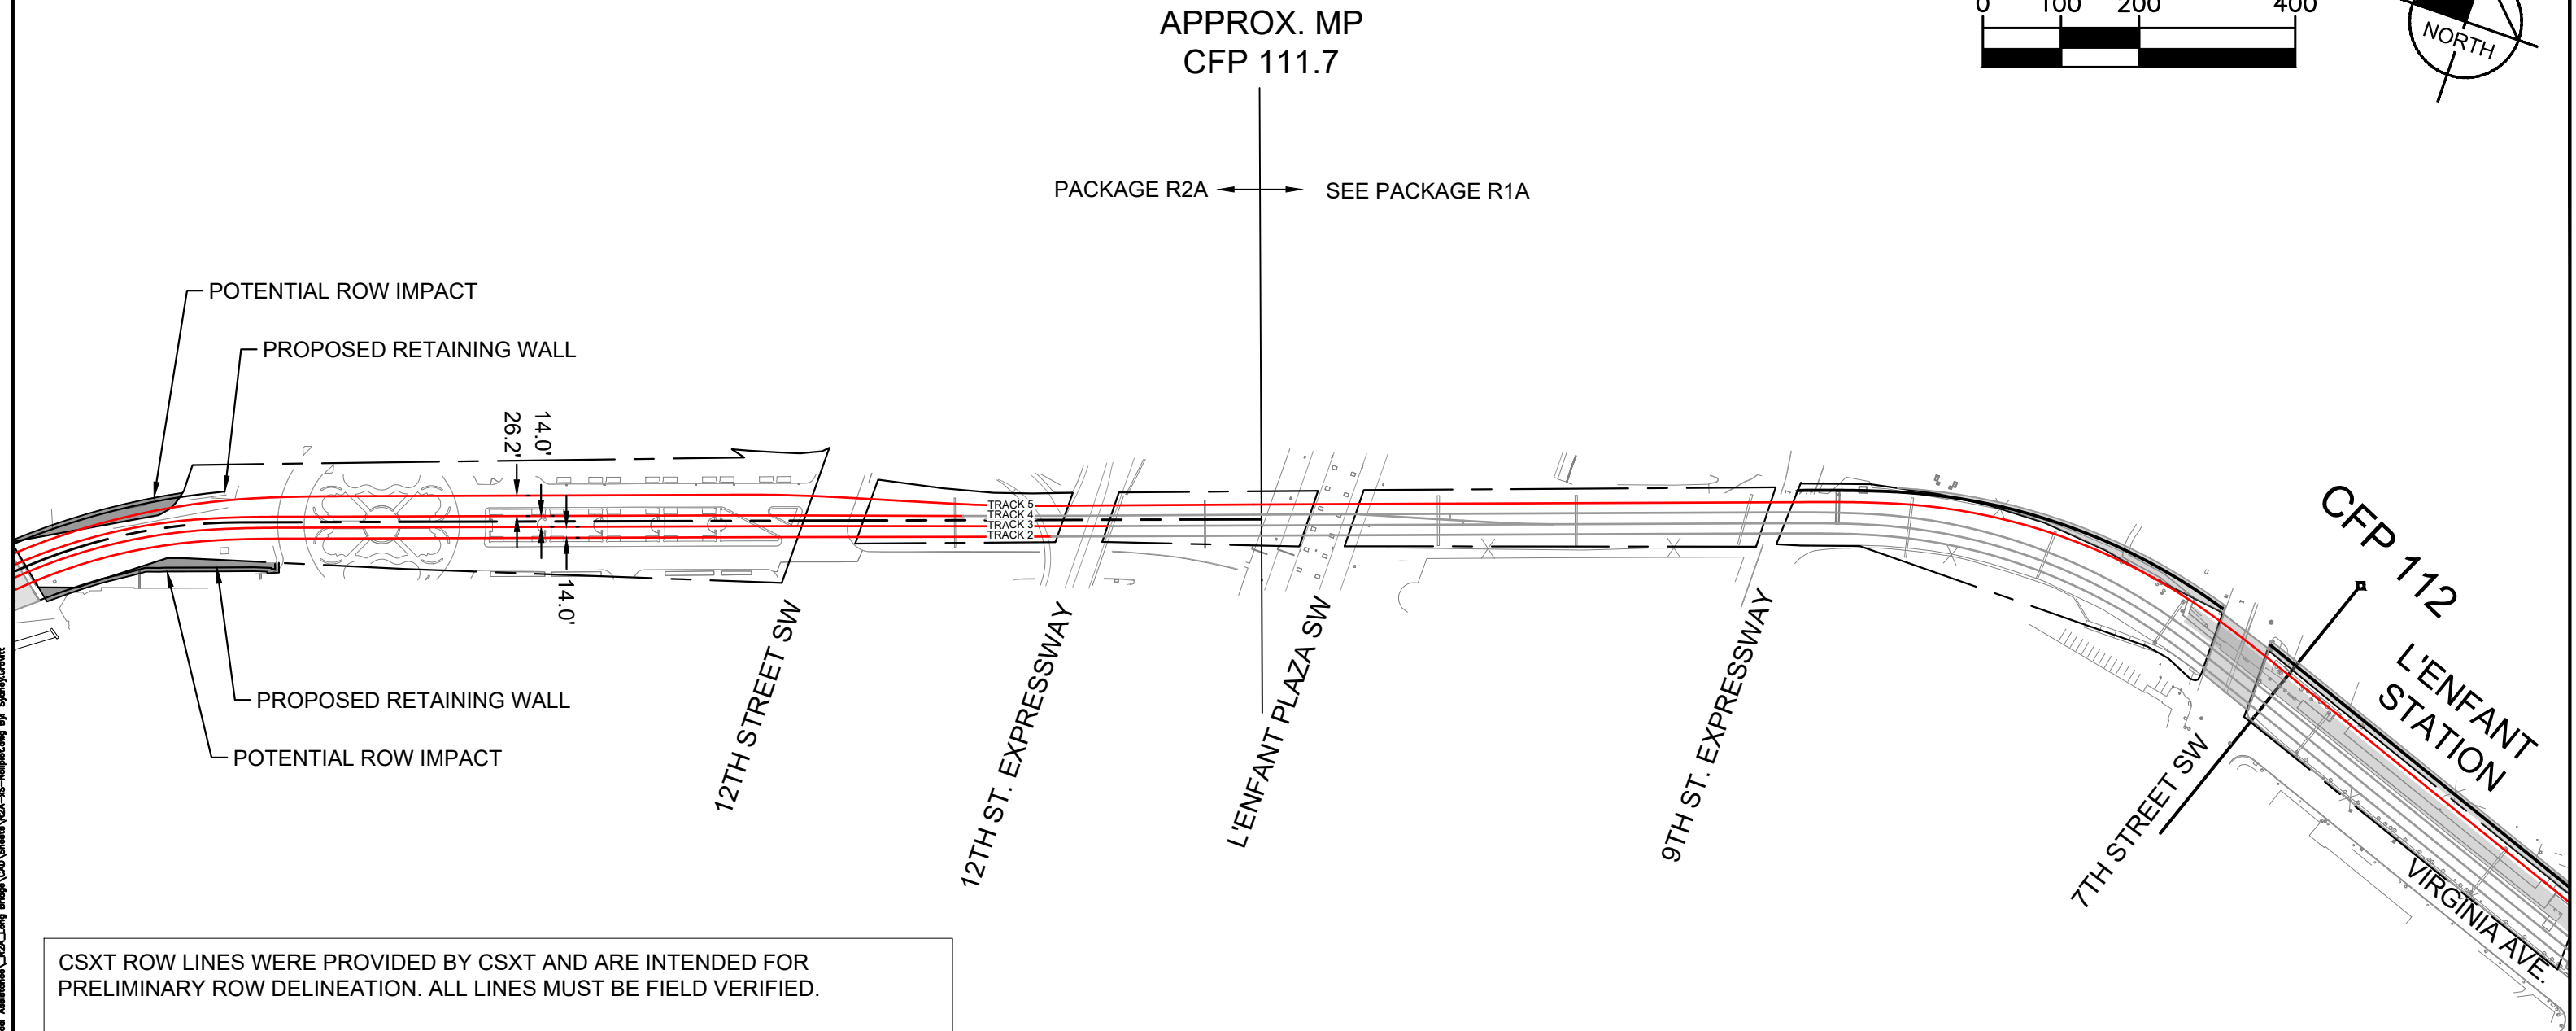 APPROX. MP
CFP 111.7
0 100 200 400
NORTH
PACKAGE R2A
SEE PACKAGE R1A
POTENTIAL ROW IMPACT
PROPOSED RETAINING WALL
26.2'
14.0'
14.0'
TRACK 5
TRACK 4
TRACK 3
TRACK 2
PROPOSED RETAINING WALL
POTENTIAL ROW IMPACT
12TH STREET SW
12TH ST. EXPRESSWAY
L'ENFANT PLAZA SW
9TH ST. EXPRESSWAY
7TH STREET SW
CFP 112
L'ENFANT
STATION
VIRGINIA AVE.
CSXT ROW LINES WERE PROVIDED BY CSXT AND ARE INTENDED FOR
PRELIMINARY ROW DELINEATION. ALL LINES MUST BE FIELD VERIFIED.